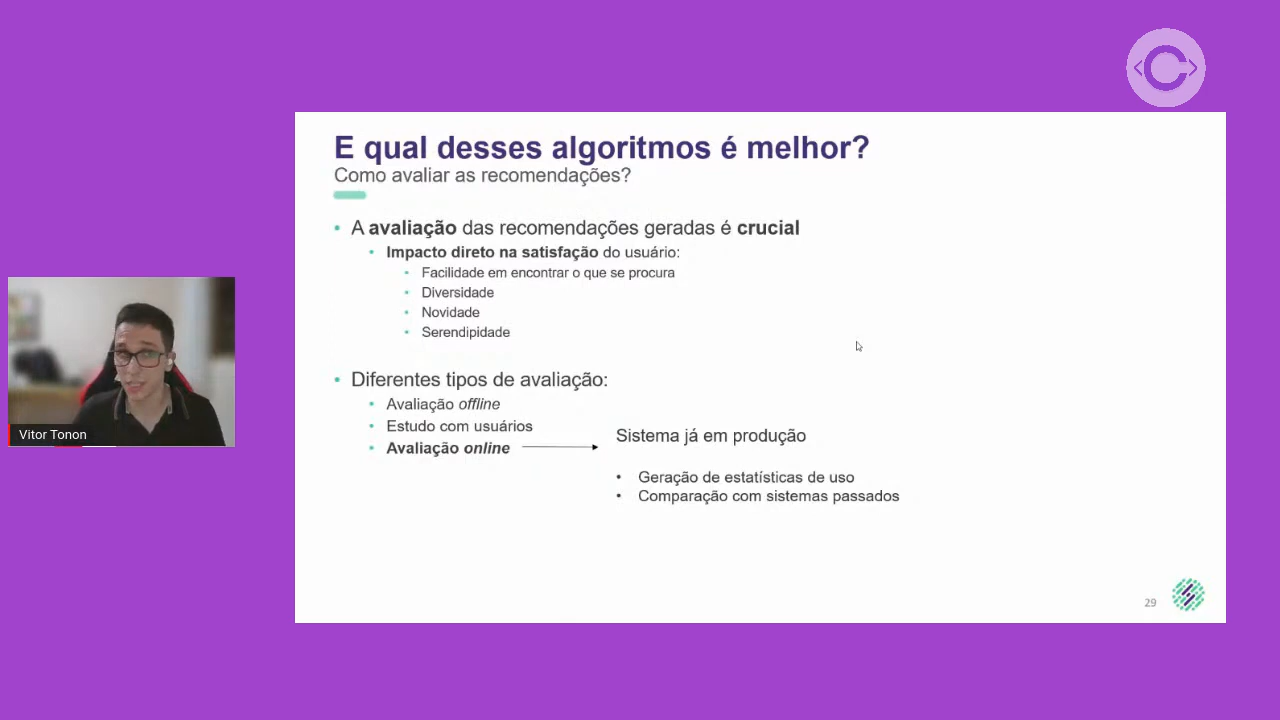 E qual desses algoritmos é melhor?
Como avaliar as recomendações?
• A avaliação das recomendações geradas é crucial
• Impacto direto na satisfação do usuário:
• Facilidade em encontrar o que se procura
• Diversidade
• Novidade
• Serendipidade
• Diferentes tipos de avaliação:
• Avaliação offline
• Estudo com usuários
• Avaliação online
Sistema já em produção
• Geração de estatísticas de uso
• Comparação com sistemas passados
29
Vitor Tonon